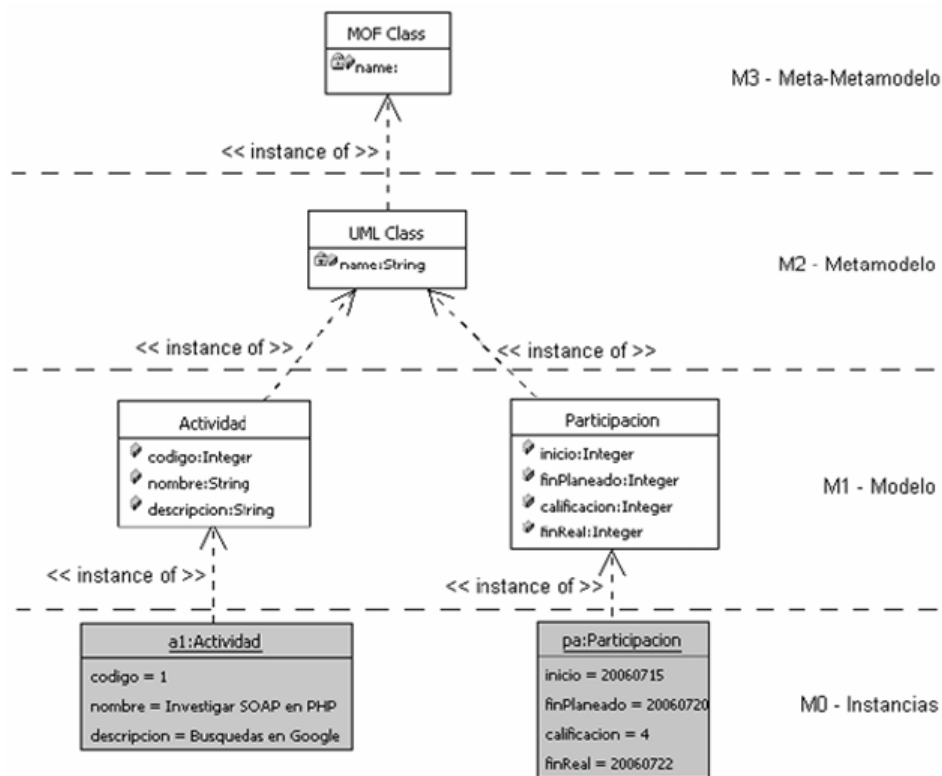 MOF Class
name:
M3 - Meta-Metamodelo
<< instance of >>
UML Class
name:String
M2 - Metamodelo
<< instance of >>
<< instance of >>
Actividad
codigo:Integer
nombre:String
descripcion:String
Participacion
inicio:Integer
finPlaneado:Integer
calificacion:Integer
finReal:Integer
M1 - Modelo
<< instance of >>
<< instance of >>
a1:Actividad
codigo = 1
nombre = Investigar SOAP en PHP
descripcion = Busquedas en Google
pa:Participacion
inicio = 20060715
finPlaneado = 20060720
calificacion = 4
finReal = 20060722
M0 - Instancias